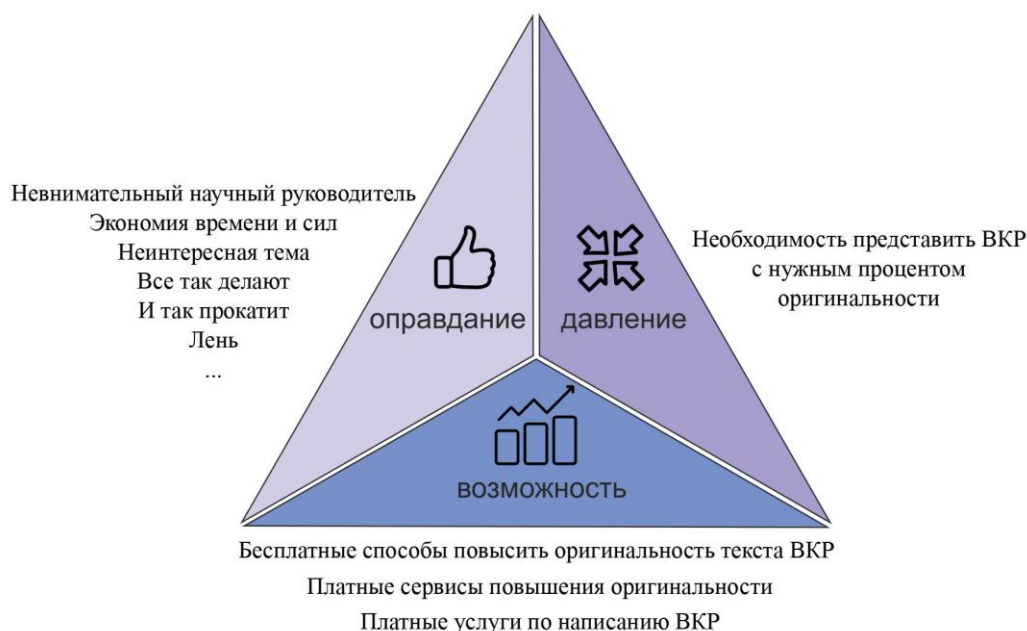 Невнимательный научный руководитель
Экономия времени и сил
Неинтересная тема
Все так делают
И так прокатит
Лень
...
оправдание
давление
Необходимость представить ВКР
с нужным процентом
оригинальности
возможность
Бесплатные способы повысить оригинальность текста ВКР
Платные сервисы повышения оригинальности
Платные услуги по написанию ВКР